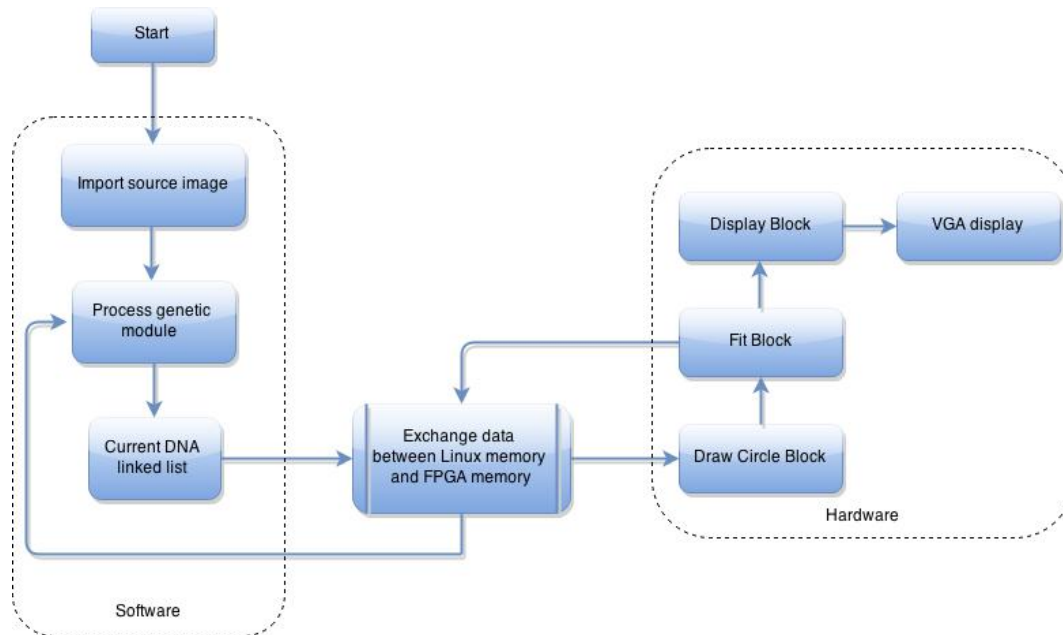 Start
Import source image
Process genetic
module
Current DNA
linked list
Software
Exchange data
between Linux memory
and FPGA memory
Display Block
VGA display
Fit Block
Draw Circle Block
Hardware